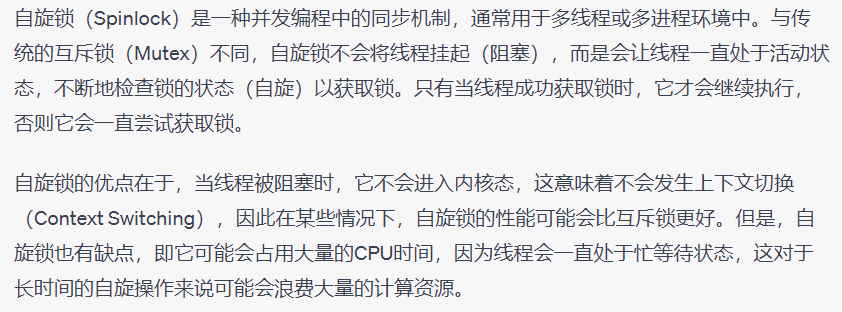 自旋锁（Spinlock）是一种并发编程中的同步机制，通常用于多线程或多进程环境中。与传
统的互斥锁（Mutex）不同，自旋锁不会将线程挂起（阻塞），而是会让线程一直处于活动状
态，不断地检查锁的状态（自旋）以获取锁。只有当线程成功获取锁时，它才会继续执行，
否则它会一直尝试获取锁。
自旋锁的优点在于，当线程被阻塞时，它不会进入内核态，这意味着不会发生上下文切换
（Context Switching），因此在某些情况下，自旋锁的性能可能会比互斥锁更好。但是，自
旋锁也有缺点，即它可能会占用大量的CPU时间，因为线程会一直处于忙等待状态，这对于
长时间的自旋操作来说可能会浪费大量的计算资源。